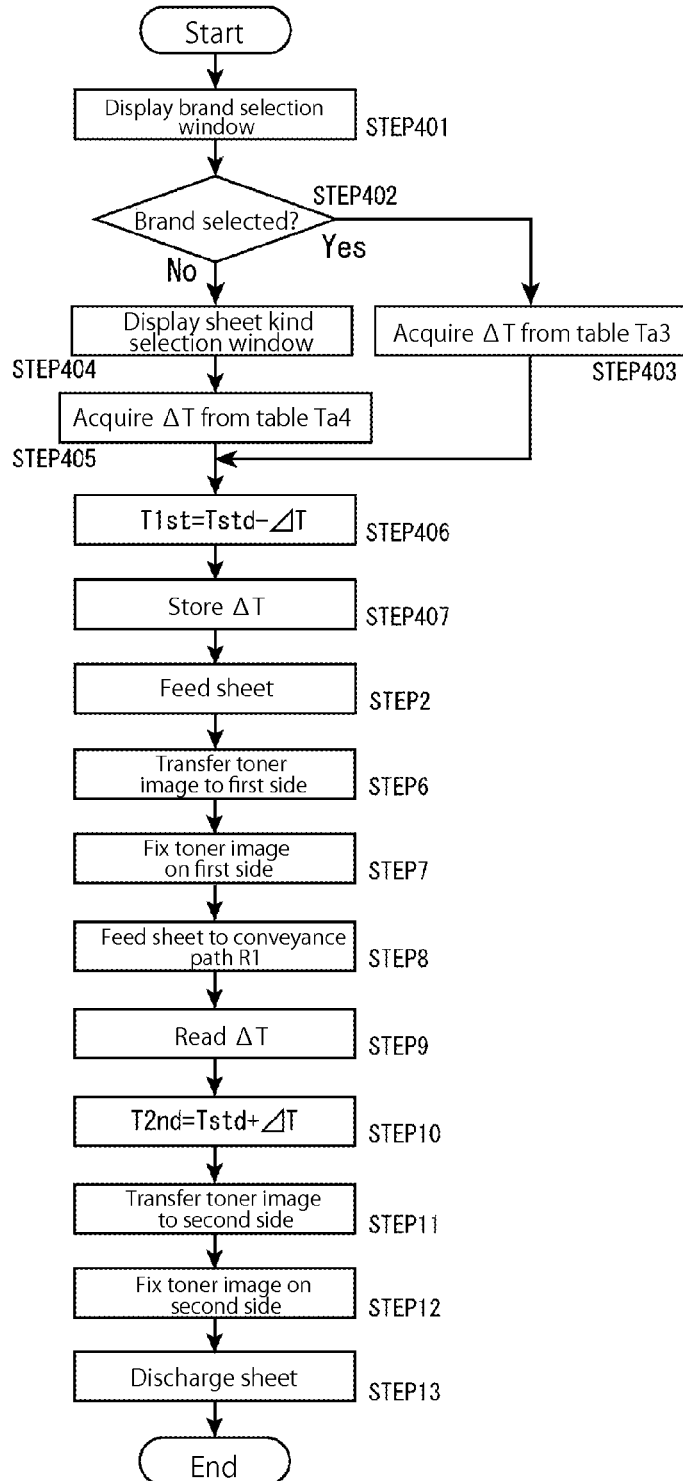 Start
Display brand selection
window
STEP401
STEP402
Brand selected?
Yes
No
Display sheet kind
selection window
STEP404
Acquire ΔT from table Ta3
STEP403
Acquire ΔT from table Ta4
STEP405
T1st=Tstd-⊿T
STEP406
Store ΔT
STEP407
Feed sheet
STEP2
Transfer toner
image to first side
STEP6
Fix toner image
on first side
STEP7
Feed sheet to conveyance
path R1
STEP8
Read ΔT
STEP9
T2nd=Tstd+⊿T
STEP10
Transfer toner image
to second side
STEP11
Fix toner image on
second side
STEP12
Discharge sheet
STEP13
End